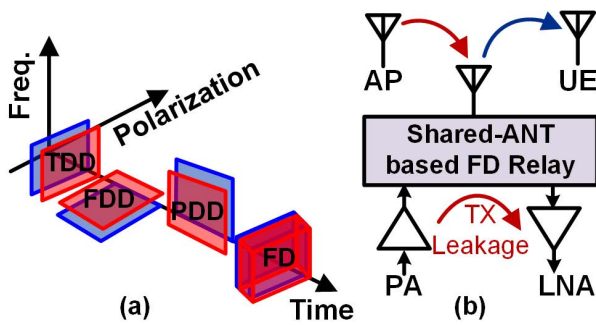 Freq.
Polarization
TDD
FDD
PDD
FD
Time
(a)
AP
UE
Shared-ANT
based FD Relay
TX
Leakage
PA
LNA
(b)